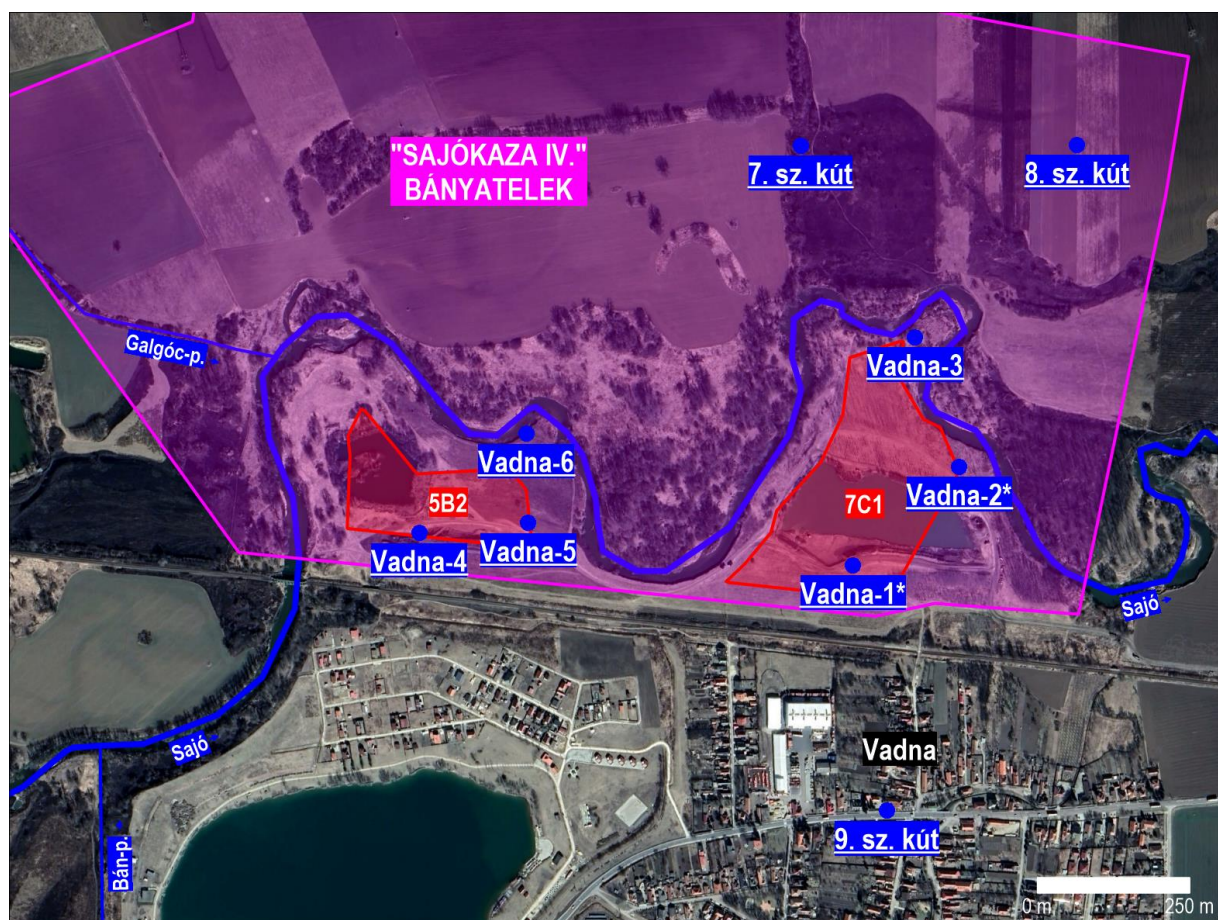 "SAJÓKAZA IV."
BÁNYATELEK
7. sz. kút
8. sz. kút
Galgóc-p.
Vadna-3
Vadna-6
Vadna-2*
5B2
7C1
Vadna-4
Vadna-5
Vadna-1*
Sajó
Sajó
Vadna
Bán-p.
9. sz. kút
0 m
250 m